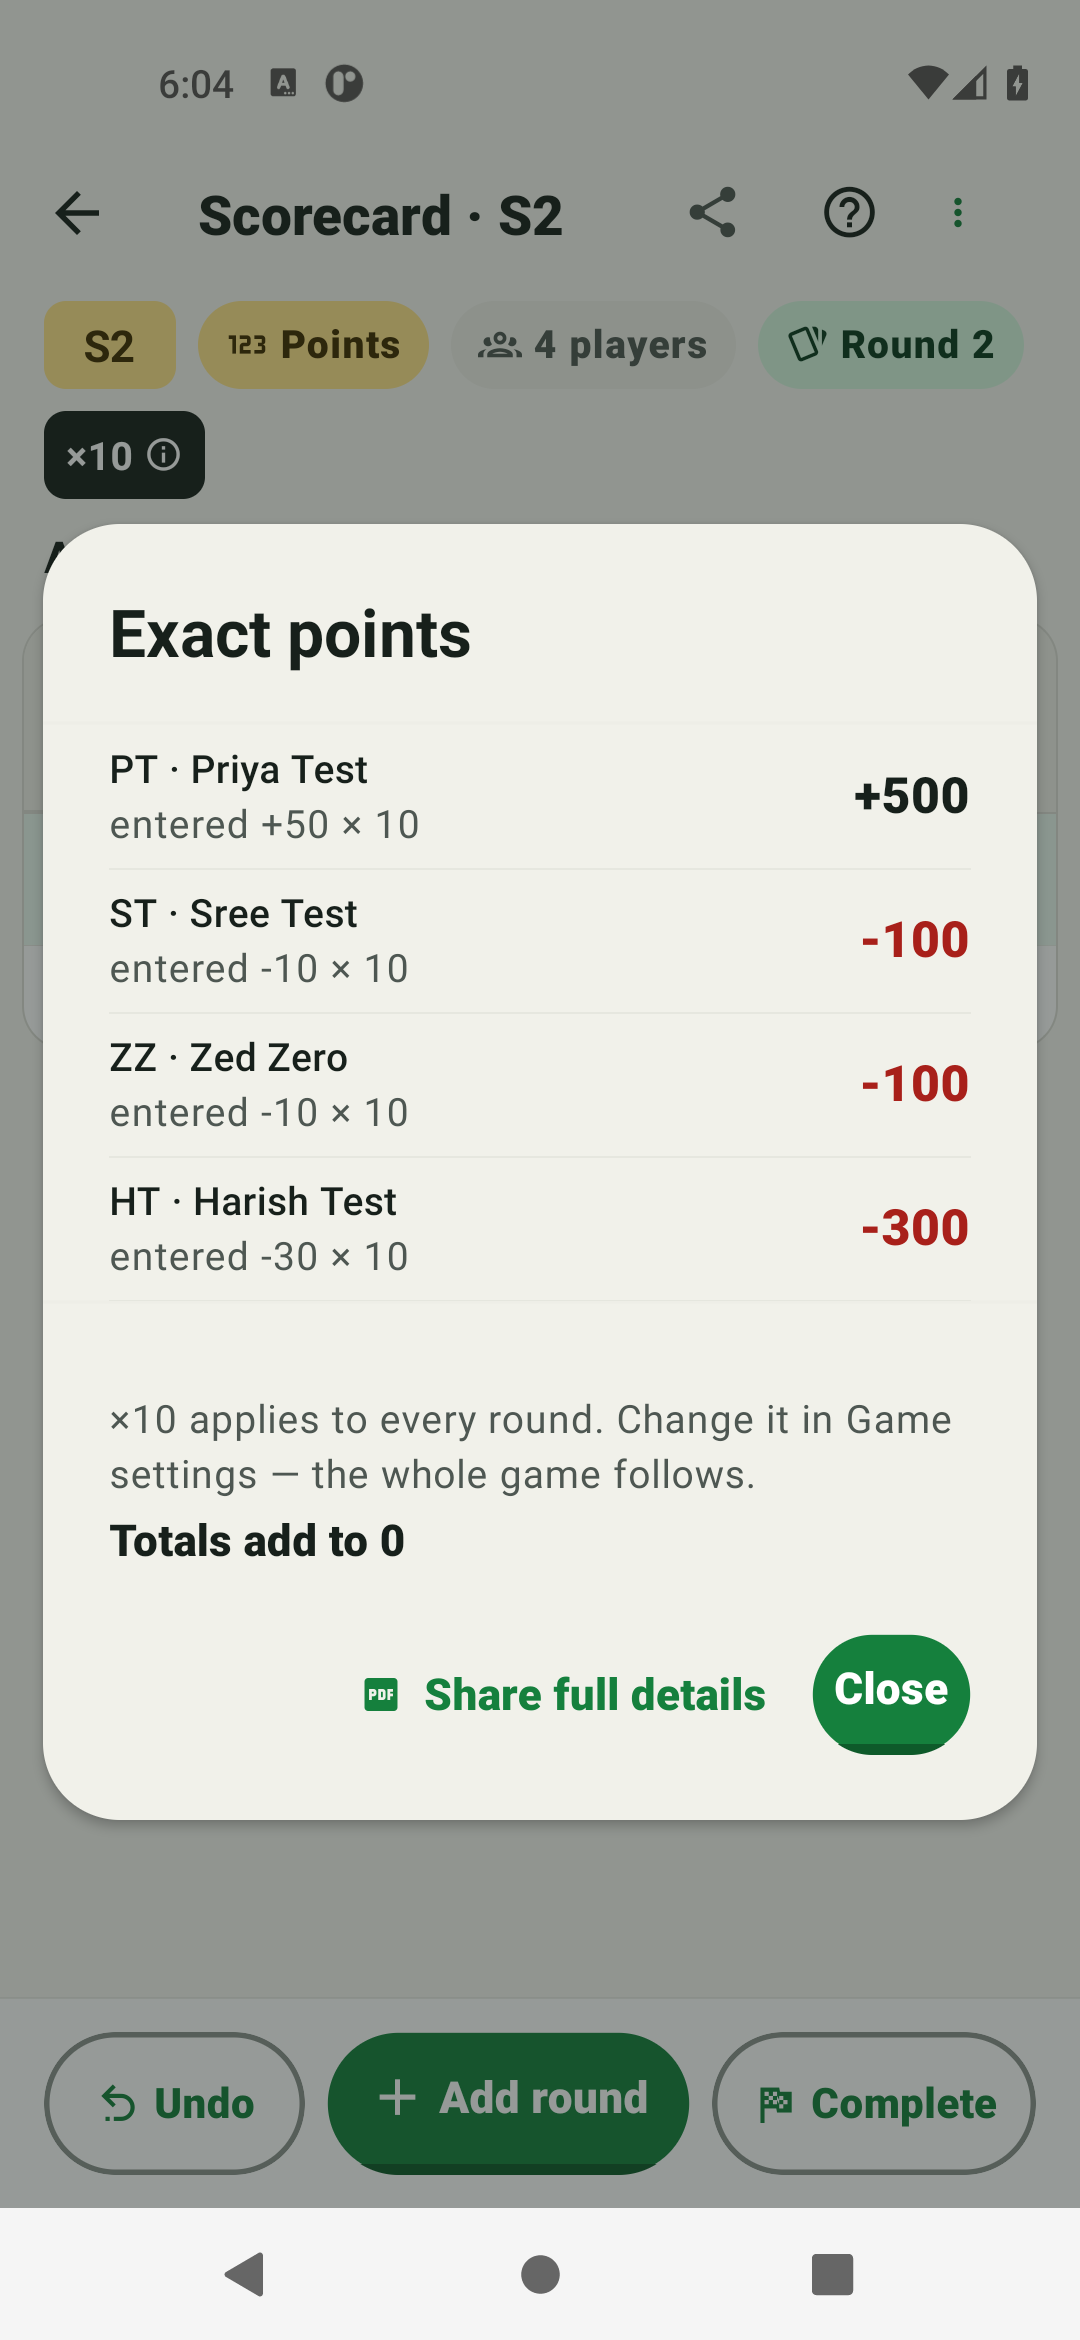 6:04
Scorecard · S2
S2
123 Points
4 players
Round 2
×10
Exact points
PT · Priya Test
entered +50 × 10
+500
ST · Sree Test
entered -10 × 10
-100
ZZ · Zed Zero
entered -10 × 10
-100
HT · Harish Test
entered -30 × 10
-300
×10 applies to every round. Change it in Game
settings — the whole game follows.
Totals add to 0
PDF Share full details
Close
Undo
+ Add round
Complete